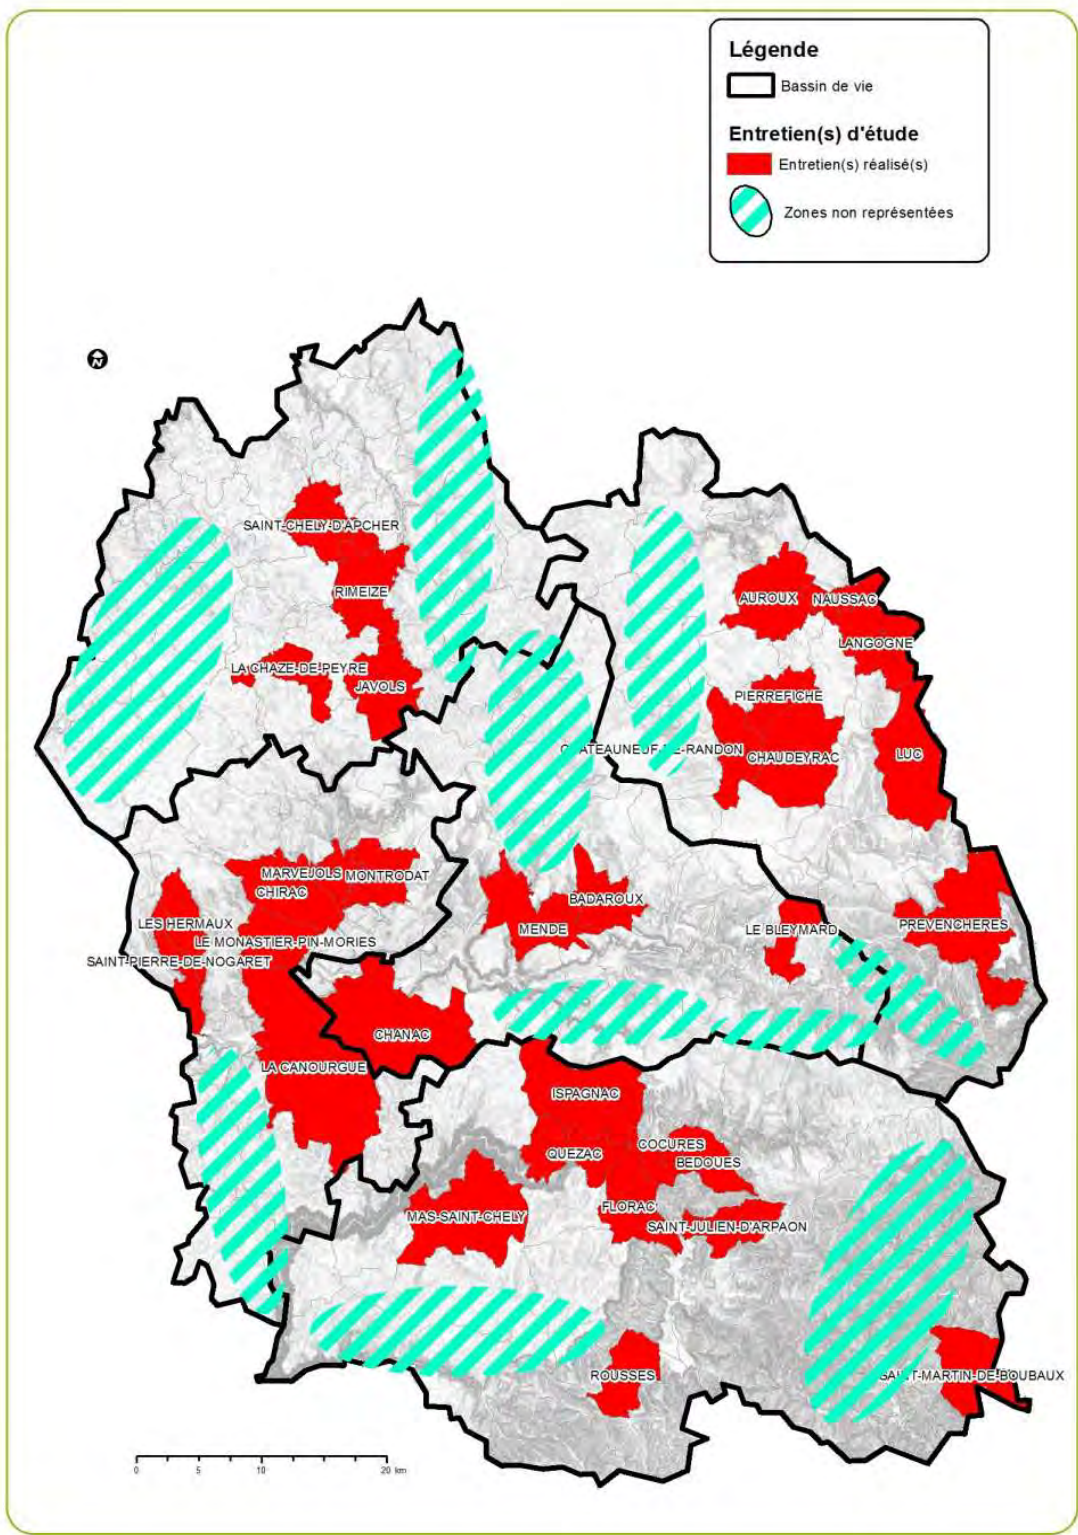 Légende
Bassin de vie
Entretien(s) d'étude
Entretien(s) réalisé(s)
Zones non représentées
N
SAINT-CHELY-D'APCHER
RIMEIZE
AUROUX
NAUSSAC
LANGOGNE
LA CHAZE-DE-PEYRE
JAVOLS
PIERREFICHE
CHATEAUNEUF-DE-RANDON
CHAUDEYRAC
LUC
MARVEJOLS
MONTRODAT
CHIRAC
BADAROUX
LES HERMAUX
MENDE
LE BLEYMARD
PREVENCHERES
LE MONASTIER-PIN-MORIES
SAINT-PIERRE-DE-NOGARET
CHANAC
LA CANOURGUE
ISPAGNAC
COCURES
QUEZAC
BEDOUES
FLORAC
MAS-SAINT-CHELY
SAINT-JULIEN-D'ARPAON
ROUSSES
SAINT-MARTIN-DE-BOUBAUX
0 5 10 20 km